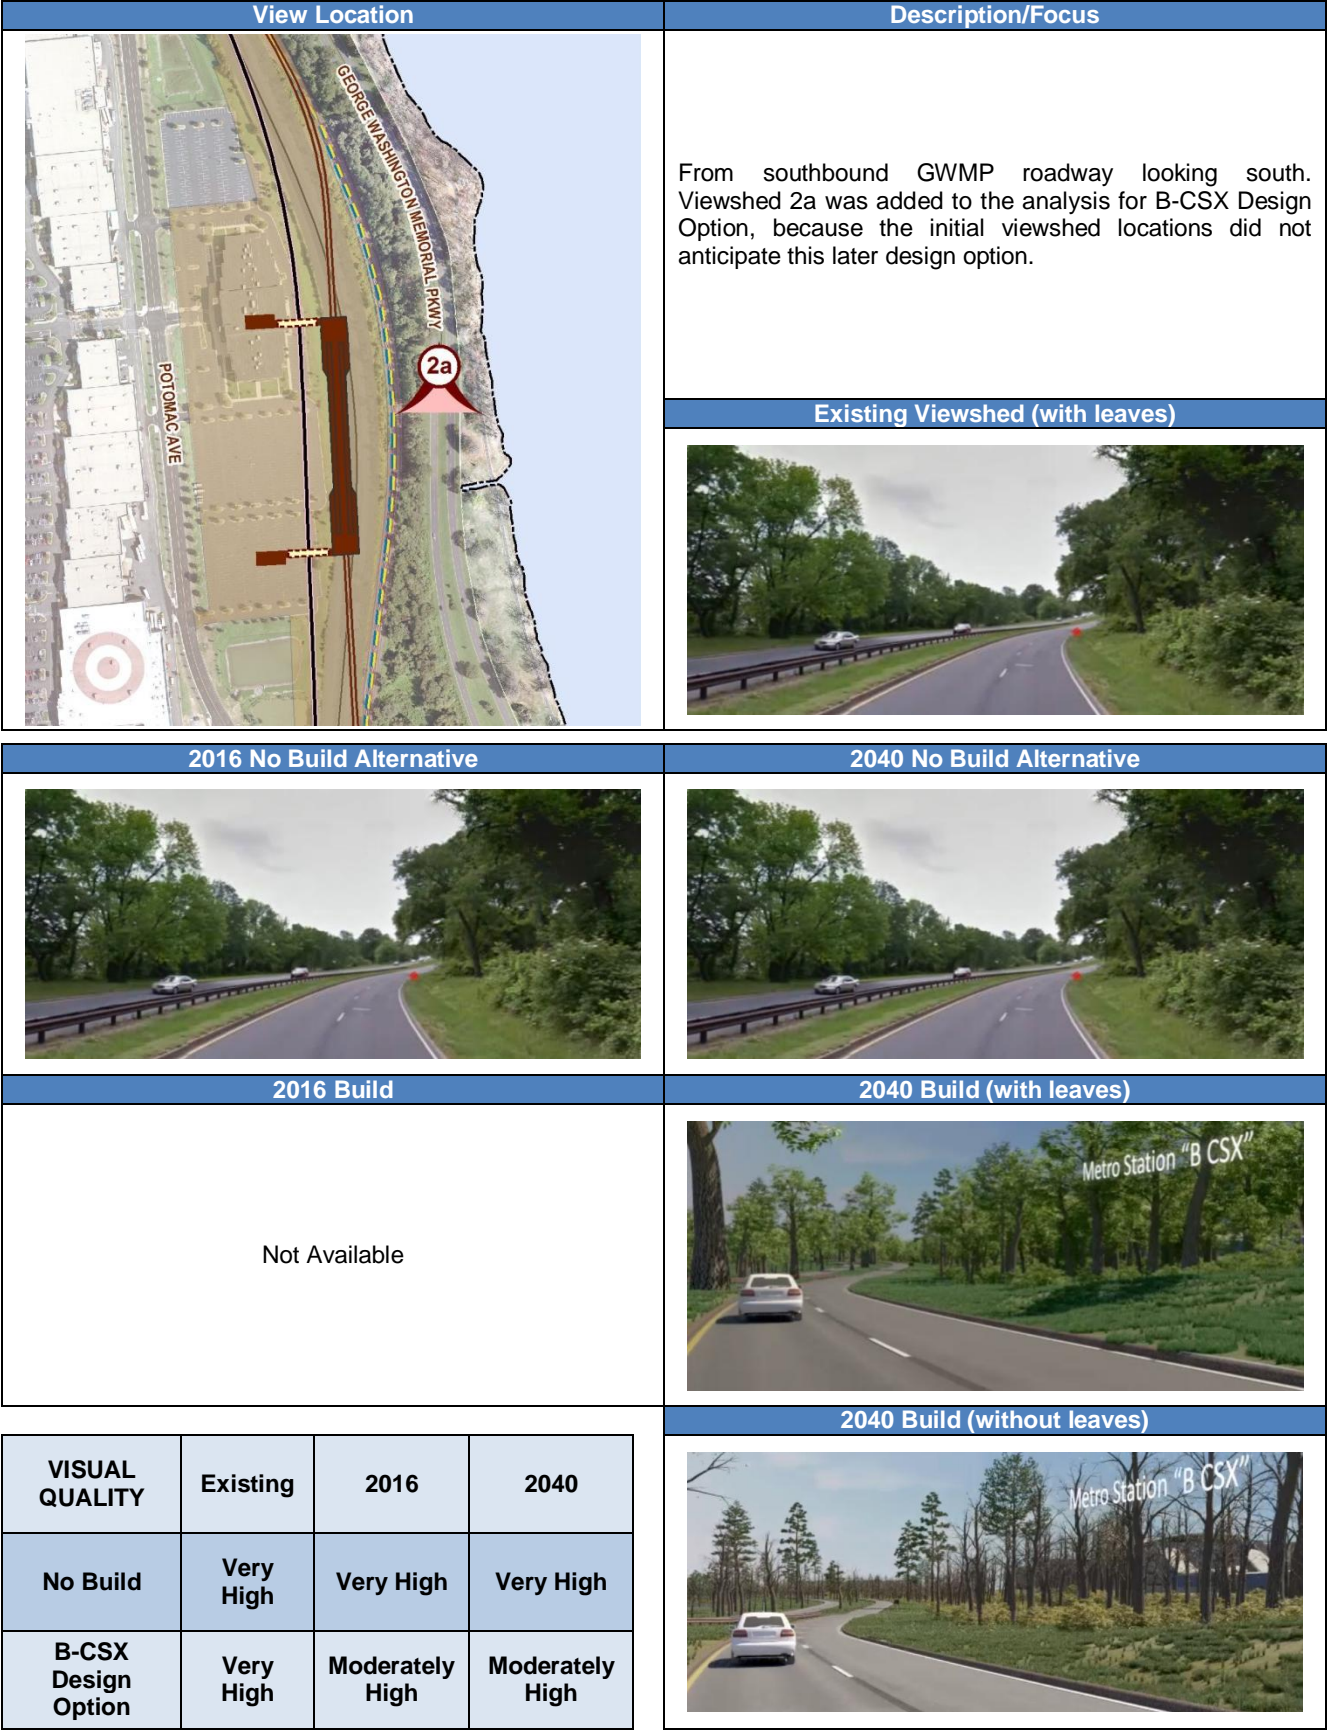 View Location
GEORGE WASHINGTON MEMORIAL PKWY
POTOMAC AVE
2a
Description/Focus
From southbound GWMP roadway looking south.
Viewshed 2a was added to the analysis for B-CSX Design
Option, because the initial viewshed locations did not
anticipate this later design option.
Existing Viewshed (with leaves)
2016 No Build Alternative
2040 No Build Alternative
2016 Build
Not Available
2040 Build (with leaves)
Metro Station "B CSX"
2040 Build (without leaves)
Metro Station "B CSX"
VISUAL
QUALITY
Existing
2016
2040
No Build
Very
High
Very High
Very High
B-CSX
Design
Option
Very
High
Moderately
High
Moderately
High